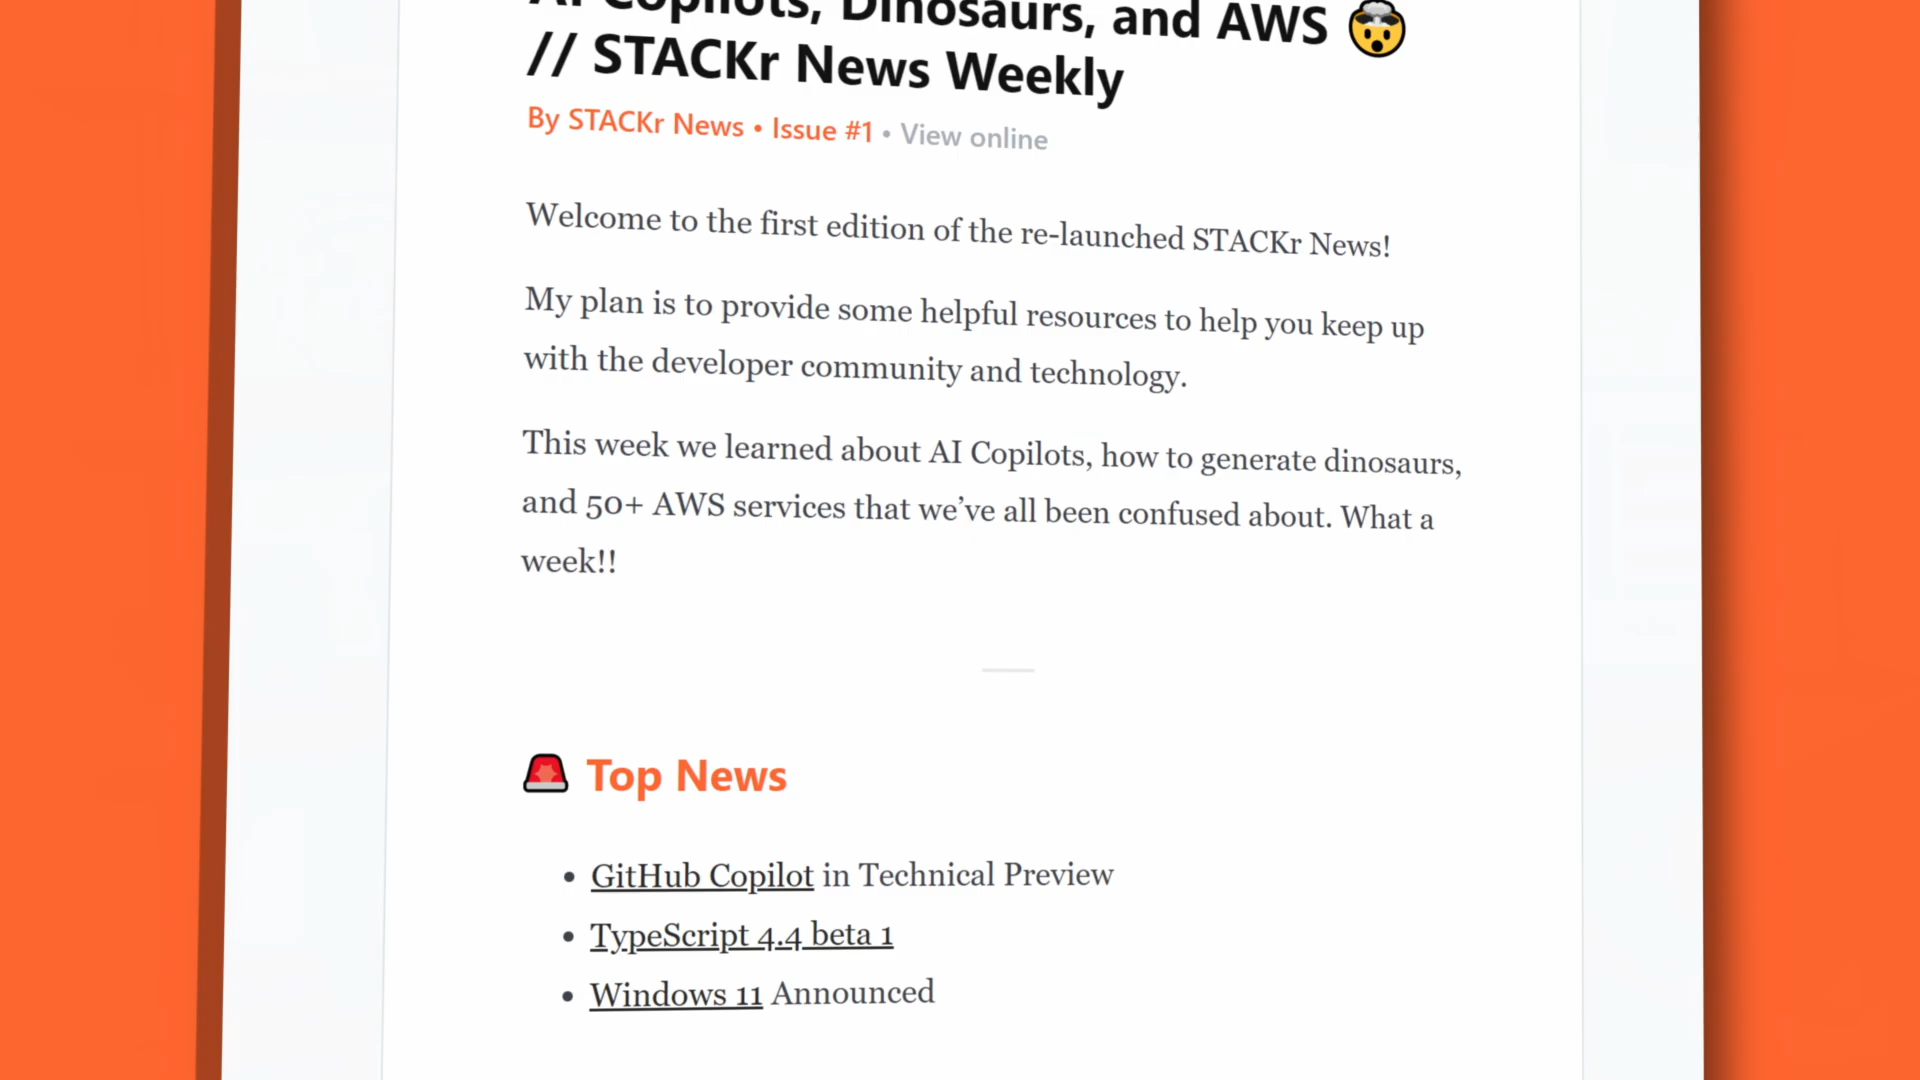 AI Copilots, Dinosaurs, and AWS 🤯
// STACKr News Weekly
By STACKr News • Issue #1 • View online
Welcome to the first edition of the re-launched STACKr News!
My plan is to provide some helpful resources to help you keep up
with the developer community and technology.
This week we learned about AI Copilots, how to generate dinosaurs,
and 50+ AWS services that we’ve all been confused about. What a
week!!
🚨 Top News
• GitHub Copilot in Technical Preview
• TypeScript 4.4 beta 1
• Windows 11 Announced